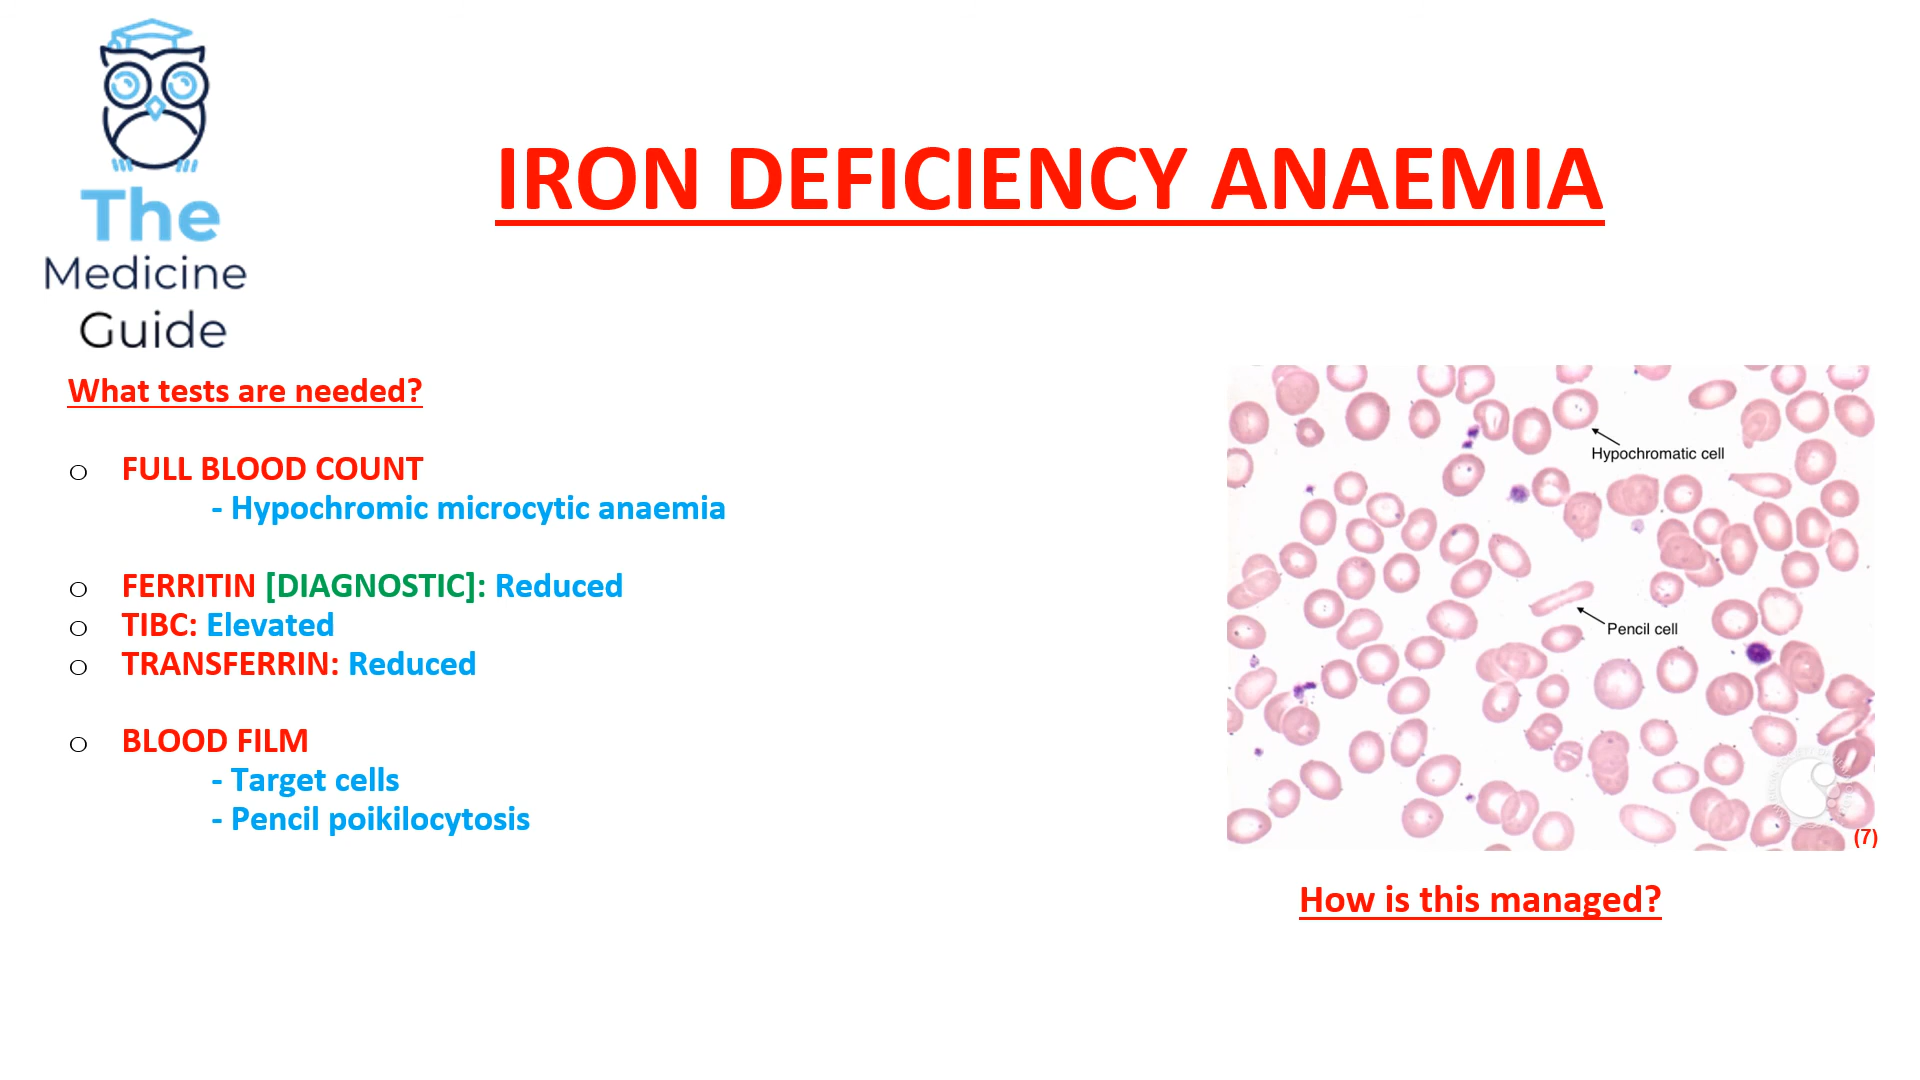 The
Medicine
Guide
IRON DEFICIENCY ANAEMIA
What tests are needed?
o FULL BLOOD COUNT
- Hypochromic microcytic anaemia
o FERRITIN [DIAGNOSTIC]: Reduced
o TIBC: Elevated
o TRANSFERRIN: Reduced
o BLOOD FILM
- Target cells
- Pencil poikilocytosis
Hypochromatic cell
Pencil cell
(7)
How is this managed?